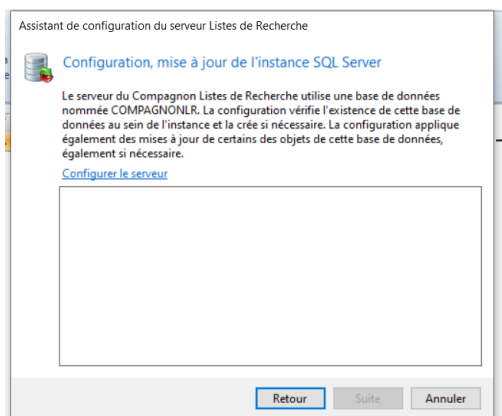 Assistant de configuration du serveur Listes de Recherche
Configuration, mise à jour de l'instance SQL Server
Le serveur du Compagnon Listes de Recherche utilise une base de données
nommée COMPAGNONLR. La configuration vérifie l'existence de cette base de
données au sein de l'instance et la crée si nécessaire. La configuration applique
également des mises à jour de certains des objets de cette base de données,
également si nécessaire.
Configurer le serveur
Retour Suite Annuler